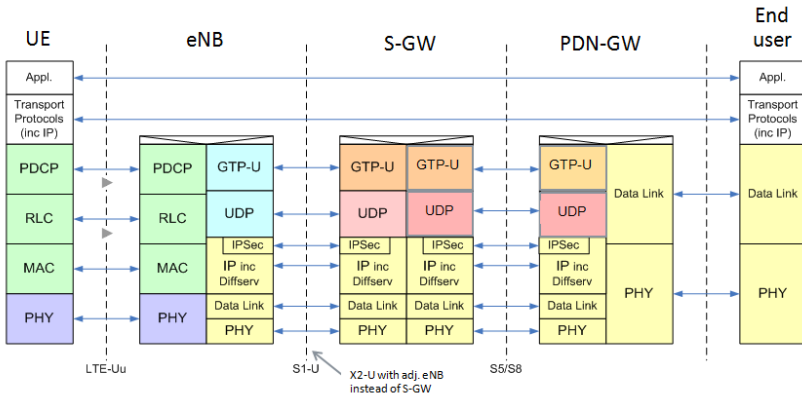 UE
eNB
S-GW
PDN-GW
End
user
Appl.
Appl.
Transport
Protocols
(inc IP)
Transport
Protocols
(inc IP)
PDCP
PDCP
GTP-U
GTP-U
GTP-U
GTP-U
Data Link
Data Link
RLC
RLC
UDP
UDP
UDP
UDP
IPSec
IPSec
IPSec
IPSec
MAC
MAC
IP inc
Diffserv
IP inc
Diffserv
IP inc
Diffserv
IP inc
Diffserv
PHY
PHY
PHY
PHY
Data Link
Data Link
Data Link
Data Link
PHY
PHY
PHY
PHY
LTE-Uu
S1-U
X2-U with adj. eNB
instead of S-GW
S5/S8